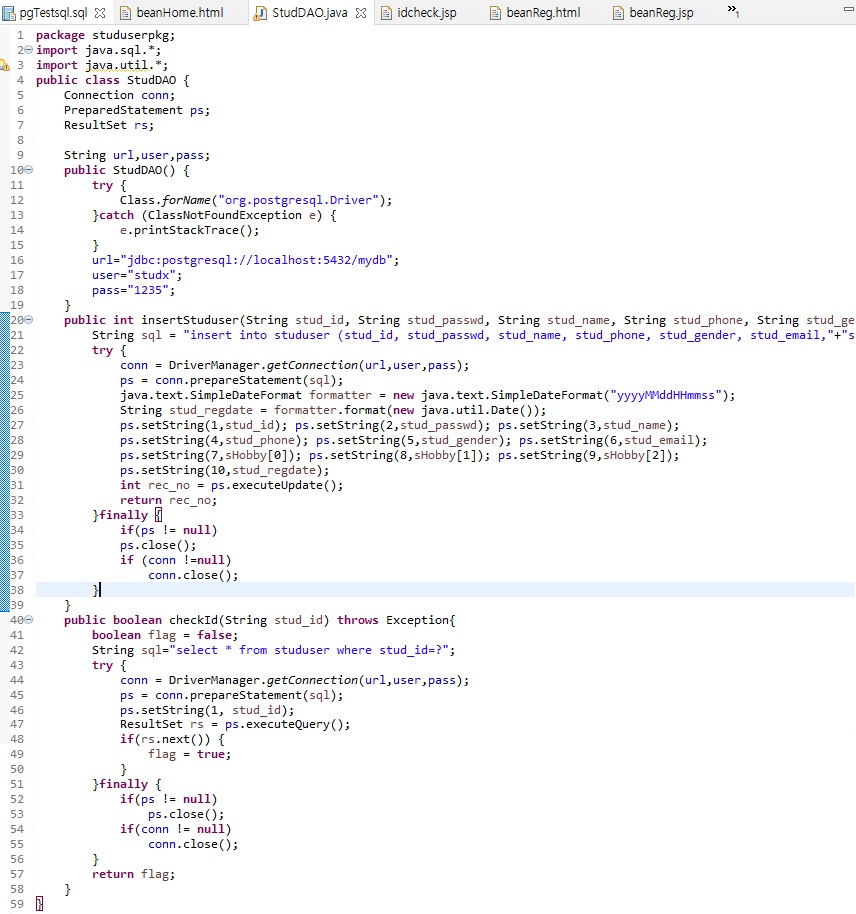 pgTestsql.sql beanHome.html StudDAO.java idcheck.jsp beanReg.html beanReg.jsp »1
1 package studuserpkg;
2 import java.sql.*;
3 import java.util.*;
4 public class StudDAO {
5 Connection conn;
6 PreparedStatement ps;
7 ResultSet rs;
8
9 String url,user,pass;
10 public StudDAO() {
11 try {
12 Class.forName("org.postgresql.Driver");
13 }catch (ClassNotFoundException e) {
14 e.printStackTrace();
15 }
16 url="jdbc:postgresql://localhost:5432/mydb";
17 user="studx";
18 pass="1235";
19 }
20 public int insertStuduser(String stud_id, String stud_passwd, String stud_name, String stud_phone, String stud_ge
21 String sql = "insert into studuser (stud_id, stud_passwd, stud_name, stud_phone, stud_gender, stud_email,"+"s
22 try {
23 conn = DriverManager.getConnection(url,user,pass);
24 ps = conn.prepareStatement(sql);
25 java.text.SimpleDateFormat formatter = new java.text.SimpleDateFormat("yyyyMMddHHmmss");
26 String stud_regdate = formatter.format(new java.util.Date());
27 ps.setString(1,stud_id); ps.setString(2,stud_passwd); ps.setString(3,stud_name);
28 ps.setString(4,stud_phone); ps.setString(5,stud_gender); ps.setString(6,stud_email);
29 ps.setString(7,sHobby[0]); ps.setString(8,sHobby[1]); ps.setString(9,sHobby[2]);
30 ps.setString(10,stud_regdate);
31 int rec_no = ps.executeUpdate();
32 return rec_no;
33 }finally {
34 if(ps != null)
35 ps.close();
36 if (conn !=null)
37 conn.close();
38 }
39 }
40 public boolean checkId(String stud_id) throws Exception{
41 boolean flag = false;
42 String sql="select * from studuser where stud_id=?";
43 try {
44 conn = DriverManager.getConnection(url,user,pass);
45 ps = conn.prepareStatement(sql);
46 ps.setString(1, stud_id);
47 ResultSet rs = ps.executeQuery();
48 if(rs.next()) {
49 flag = true;
50 }
51 }finally {
52 if(ps != null)
53 ps.close();
54 if(conn != null)
55 conn.close();
56 }
57 return flag;
58 }
59 }